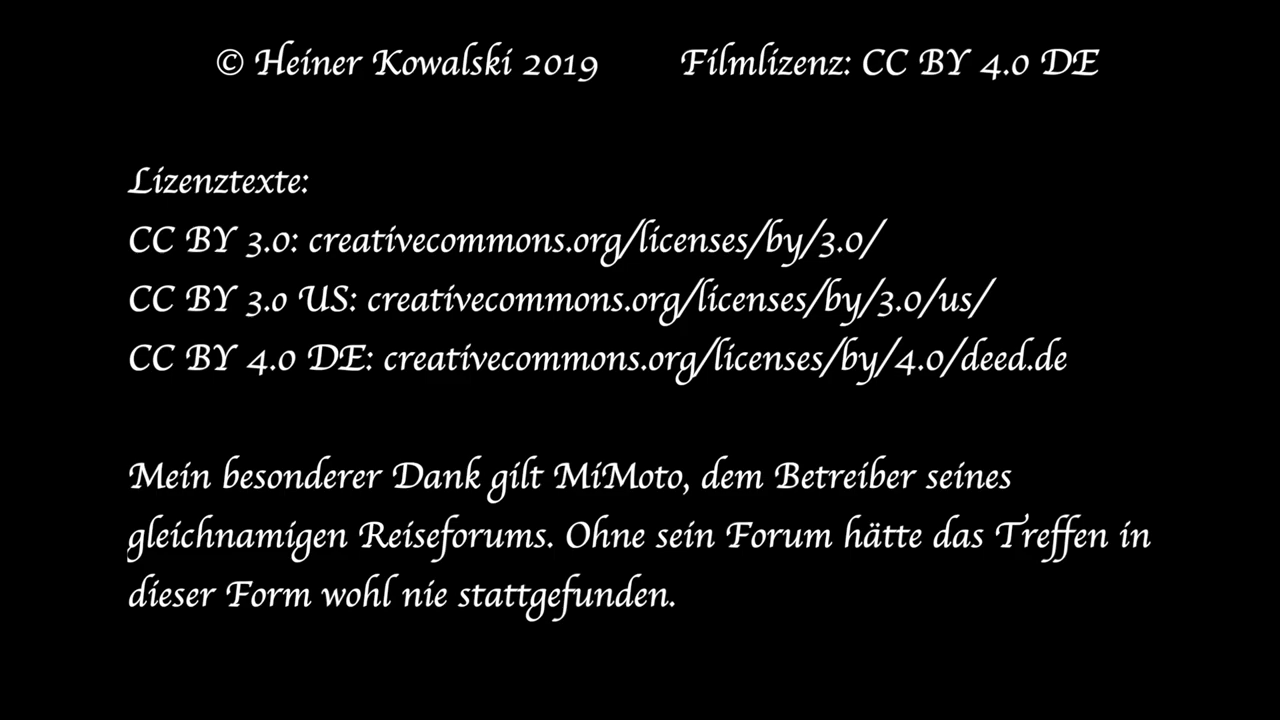 © Heiner Kowalski 2019 Filmlizenz: CC BY 4.0 DE
Lizenztexte:
CC BY 3.0: creativecommons.org/licenses/by/3.0/
CC BY 3.0 US: creativecommons.org/licenses/by/3.0/us/
CC BY 4.0 DE: creativecommons.org/licenses/by/4.0/deed.de
Mein besonderer Dank gilt MiMoto, dem Betreiber seines
gleichnamigen Reiseforums. Ohne sein Forum hätte das Treffen in
dieser Form wohl nie stattgefunden.